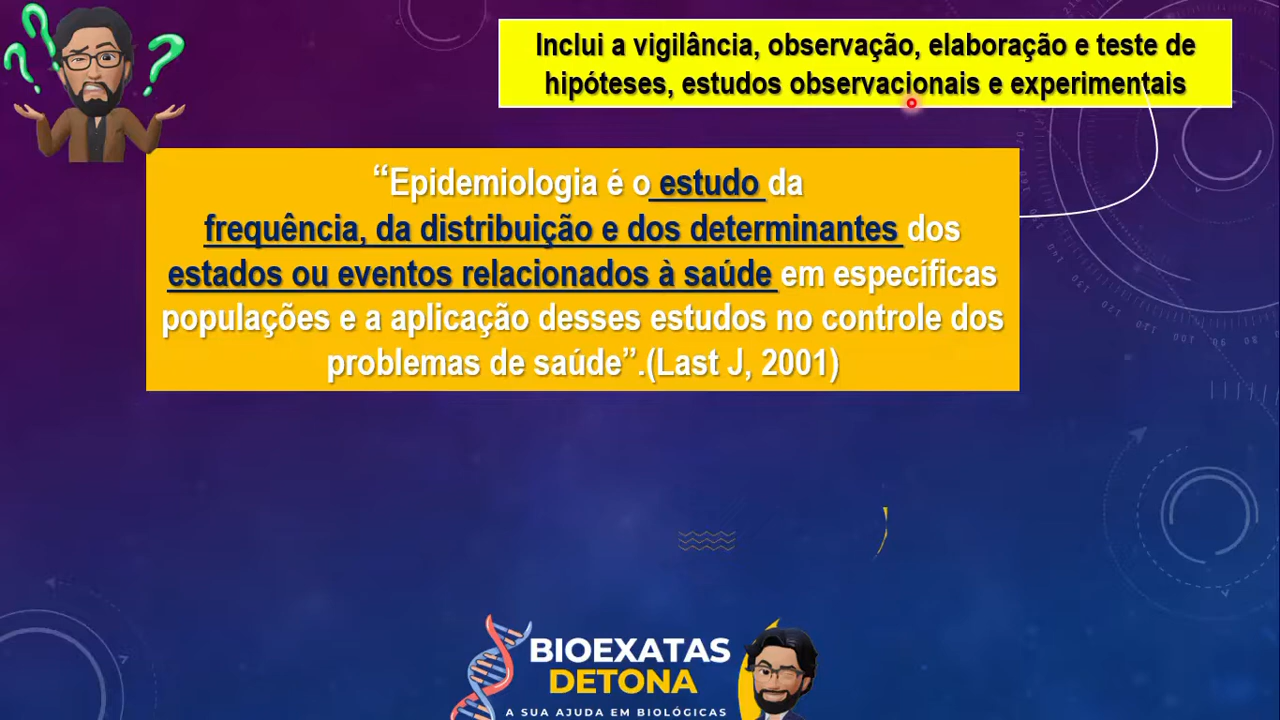 Inclui a vigilância, observação, elaboração e teste de
hipóteses, estudos observacionais e experimentais
“Epidemiologia é o estudo da
frequência, da distribuição e dos determinantes dos
estados ou eventos relacionados à saúde em específicas
populações e a aplicação desses estudos no controle dos
problemas de saúde”.(Last J, 2001)
BIOEXATAS
DETONA
A SUA AJUDA EM BIOLÓGICAS